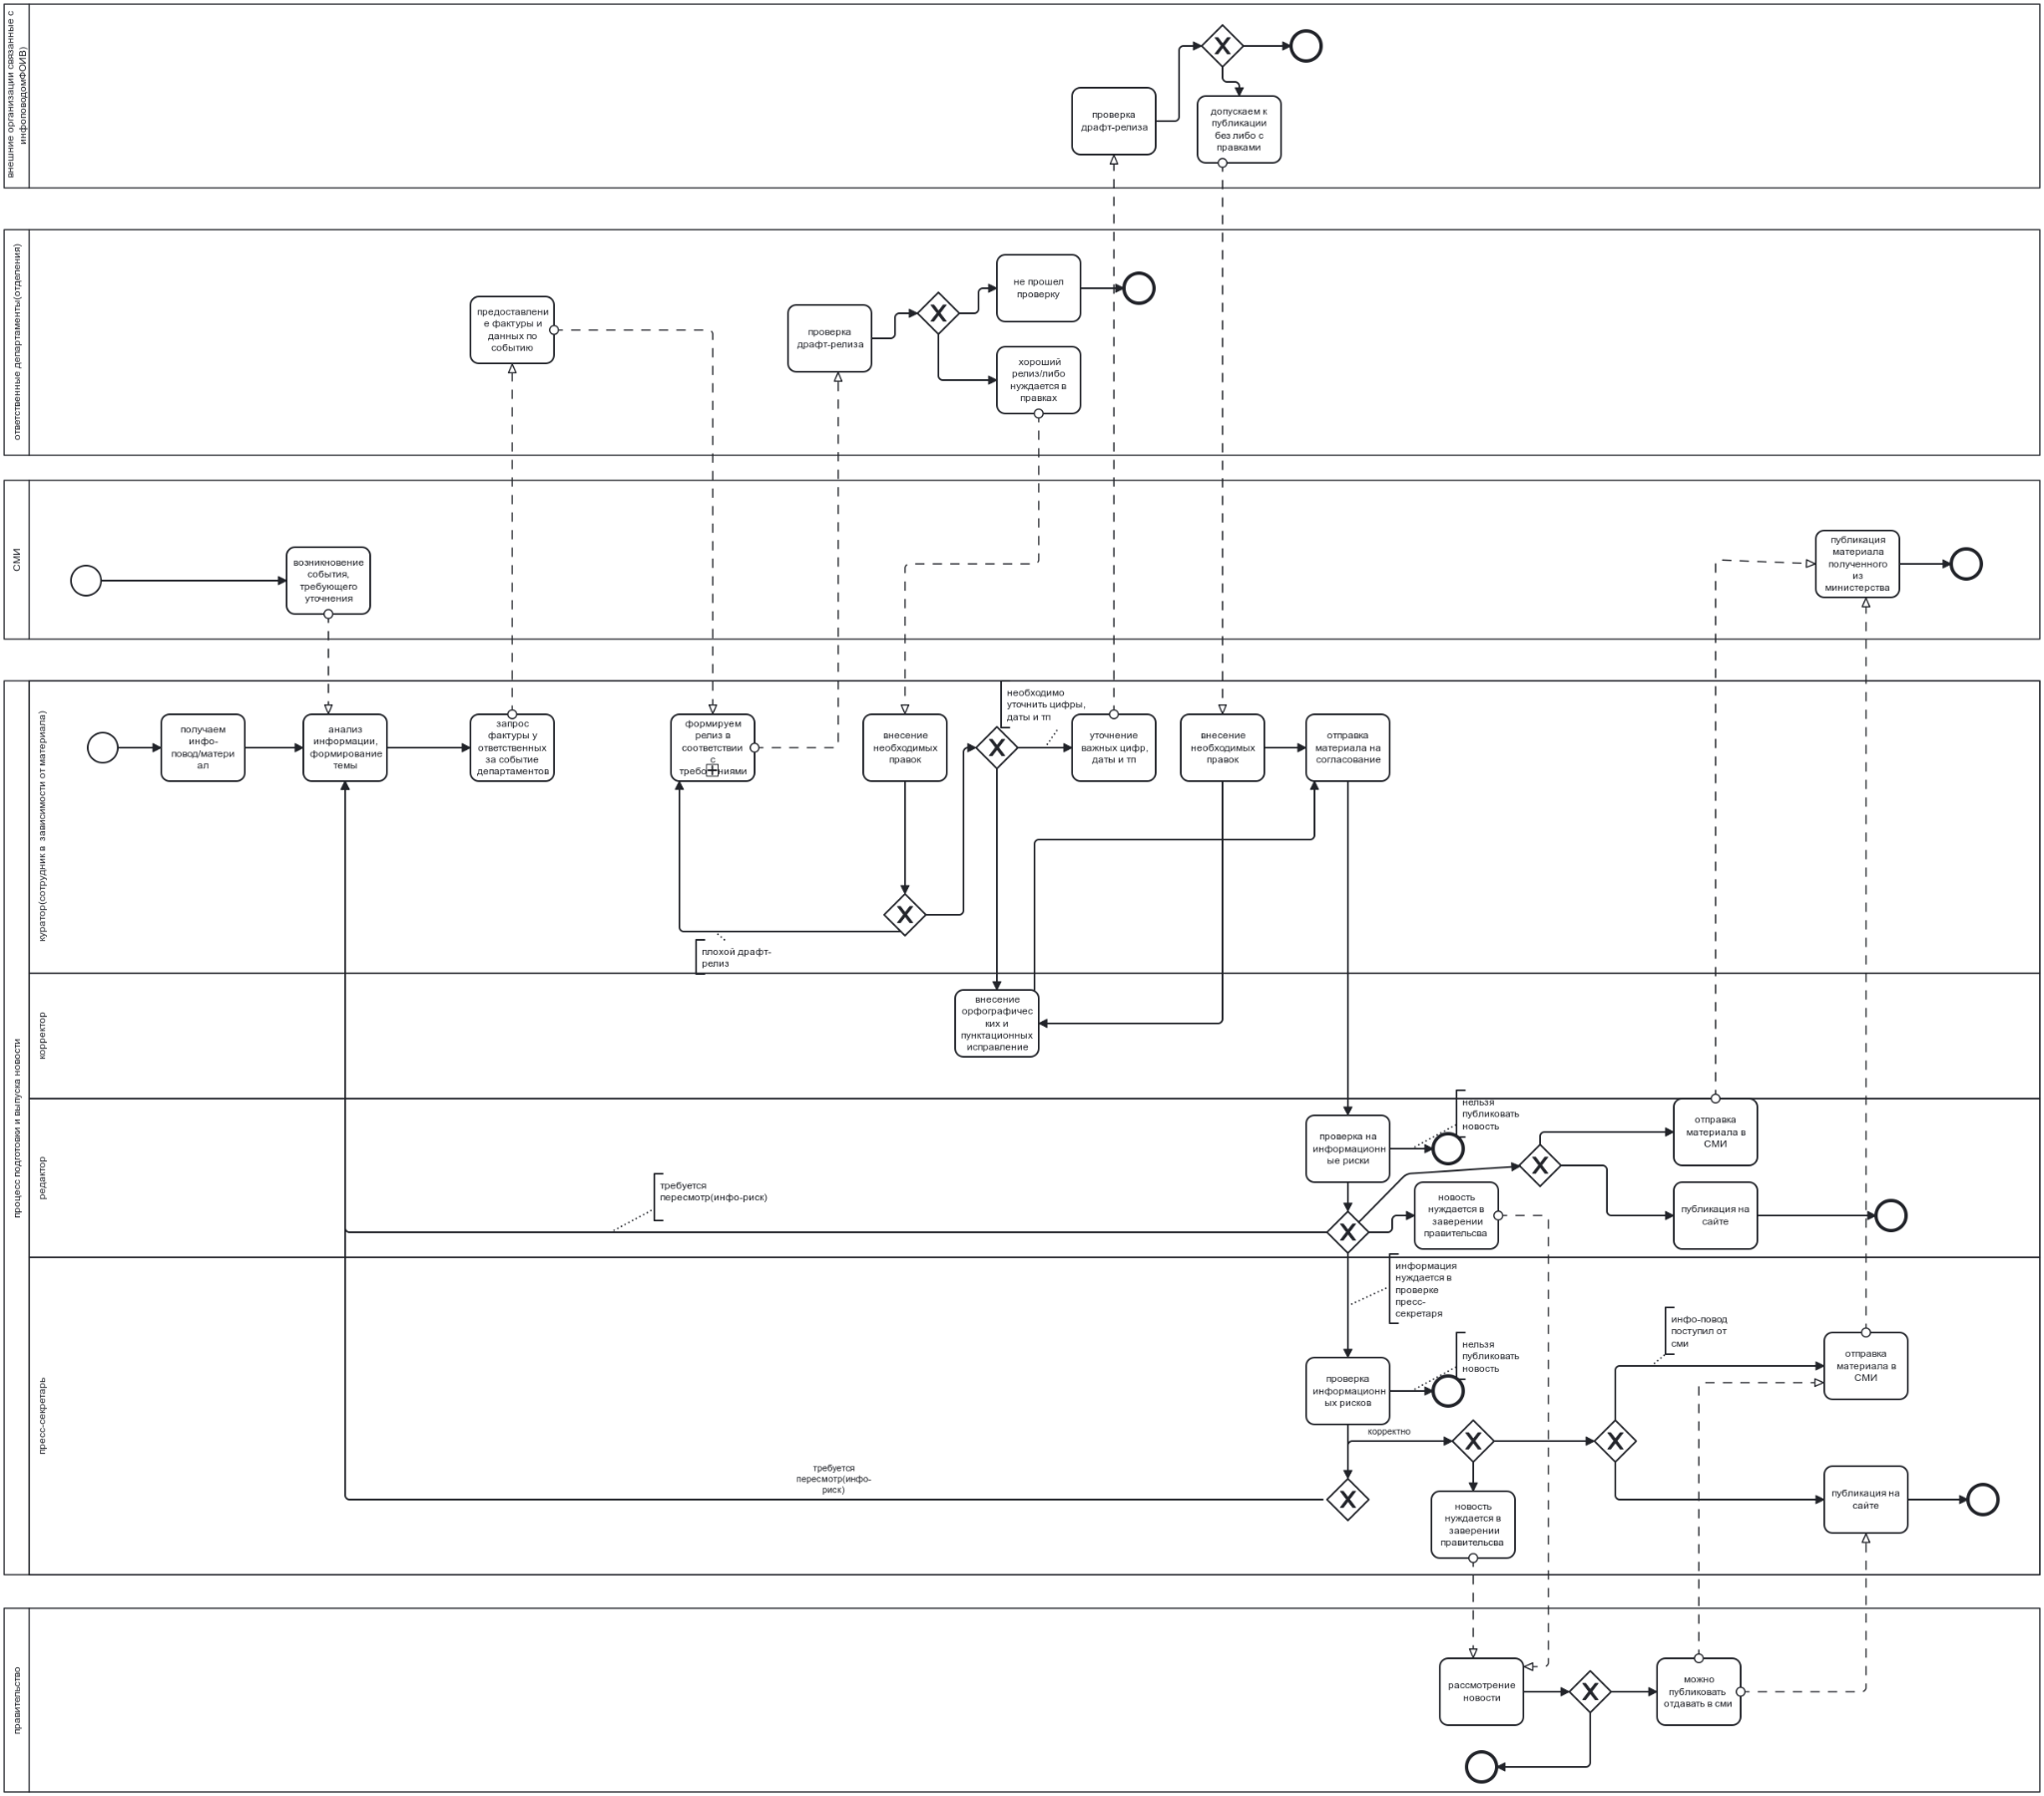 внешние организации связанные с
инфоповодомФОИВ)
проверка
драфт-релиза
допускаем к
публикации
без либо с
правками
ответственные департаменты(отделения)
предоставлени
е фактуры и
данных по
событию
проверка
драфт-релиза
не прошел
проверку
хороший
релиз/либо
нуждается в
правках
СМИ
возникновение
события,
требующего
уточнения
публикация
материала
полученного
из
министерства
процесс подготовки и выпуска новости
куратор(сотрудник в зависимости от материала)
получаем
инфо-
повод/матери
ал
анализ
информации,
формирование
темы
запрос
фактуры у
ответственных
за событие
департаментов
формируем
релиз в
соответствии
с
внесение
необходимых
правок
необходимо
уточнить цифры,
даты и тп
уточнение
важных цифр,
даты и тп
внесение
необходимых
правок
отправка
материала на
согласование
плохой драфт-
релиз
корректор
внесение
орфографичес
ких и
пунктационных
исправление
редактор
требуется
пересмотр(инфо-риск)
проверка на
информационн
ые риски
нельзя
публиковать
новость
новость
нуждается в
заверении
правительсва
отправка
материала в
СМИ
публикация на
сайте
пресс-секретарь
информация
нуждается в
проверке
пресс-
секретаря
проверка
информационн
ых рисков
нельзя
публиковать
новость
корректно
требуется
пересмотр(инфо-
риск)
новость
нуждается в
заверении
правительсва
инфо-повод
поступил от
сми
отправка
материала в
СМИ
публикация на
сайте
правительство
рассмотрение
новости
можно
публиковать
отдавать в сми